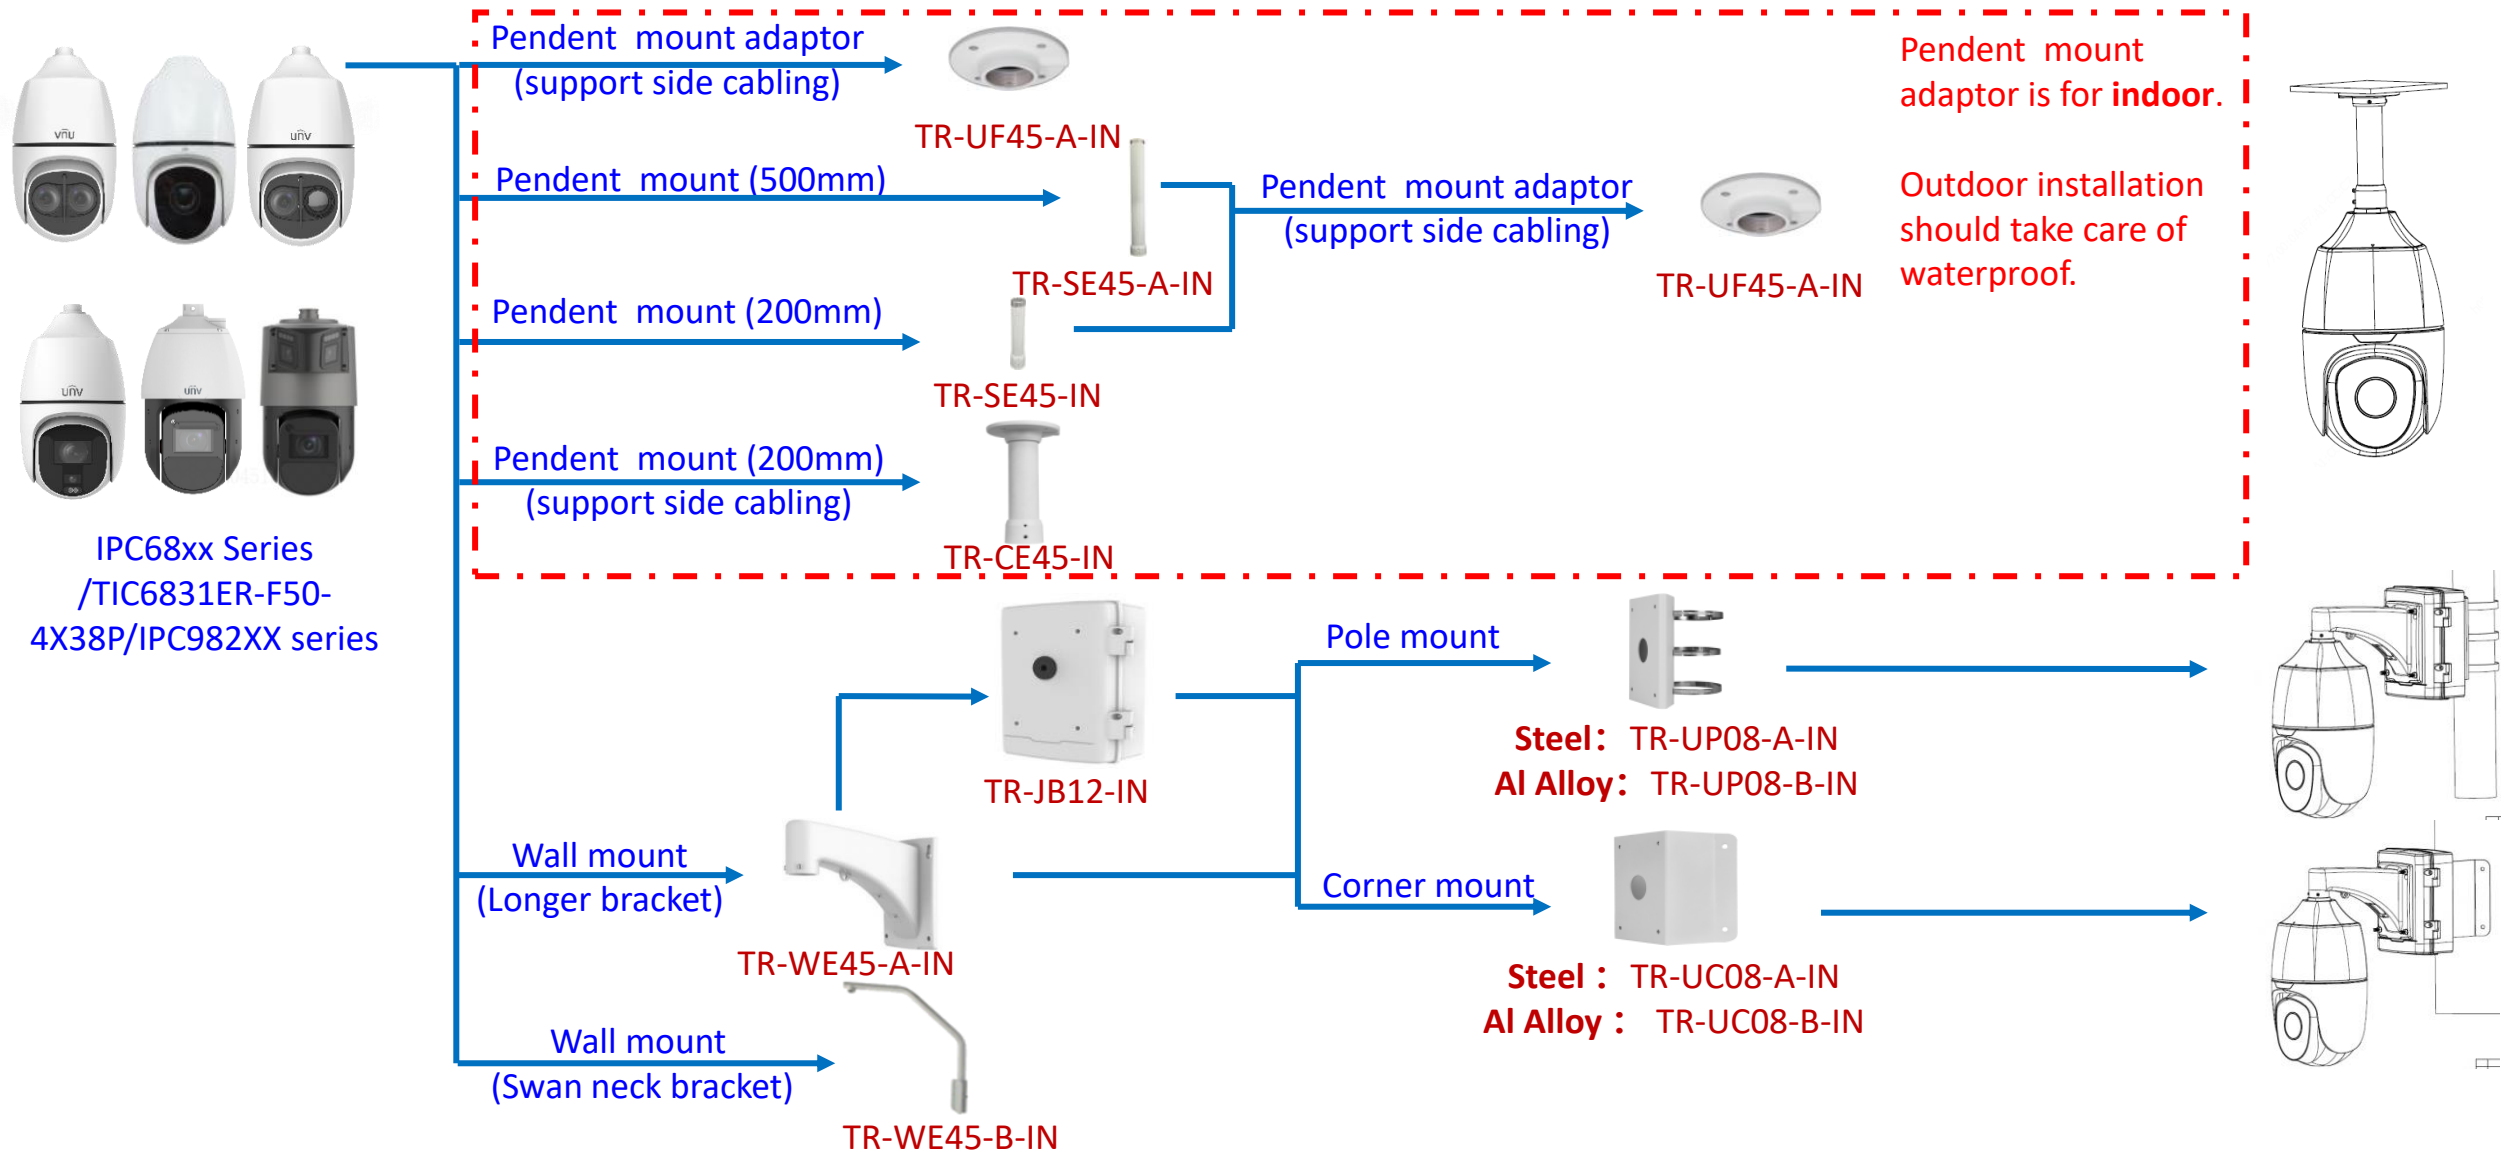 Pendent mount adaptor
(support side cabling)
TR-UF45-A-IN
Pendent mount adaptor is for indoor.
Outdoor installation
should take care of
waterproof.
unv
unv
Pendent mount (500mm)
TR-SE45-A-IN
Pendent mount adaptor
(support side cabling)
TR-UF45-A-IN
Pendent mount (200mm)
TR-SE45-IN
unv
unv
Pendent mount (200mm)
(support side cabling)
TR-CE45-IN
IPC68xx Series
/TIC6831ER-F50-
4X38P/IPC982XX series
TR-JB12-IN
Pole mount
Steel： TR-UP08-A-IN
Al Alloy： TR-UP08-B-IN
Wall mount
(Longer bracket)
TR-WE45-A-IN
Corner mount
Steel： TR-UC08-A-IN
Al Alloy： TR-UC08-B-IN
Wall mount
(Swan neck bracket)
TR-WE45-B-IN